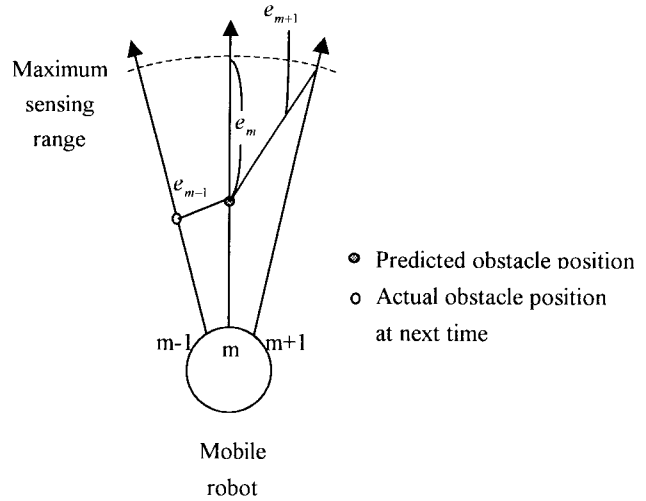 e_{m+1}
Maximum
sensing
range
e_m
e_{m-1}
Predicted obstacle position
Actual obstacle position
at next time
m-1 m m+1
Mobile
robot